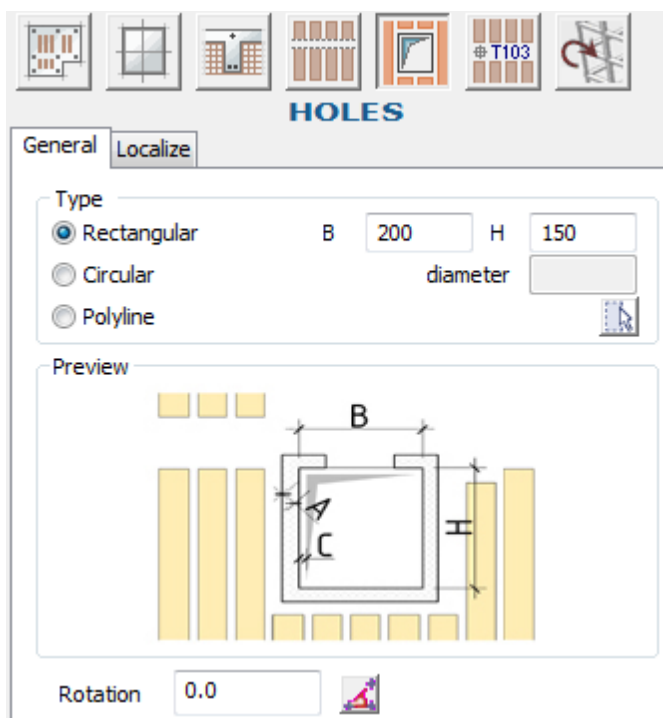 T103
HOLES
General Localize
Type
Rectangular B 200 H 150
Circular diameter
Polyline
Preview
B
A
C
H
Rotation 0.0